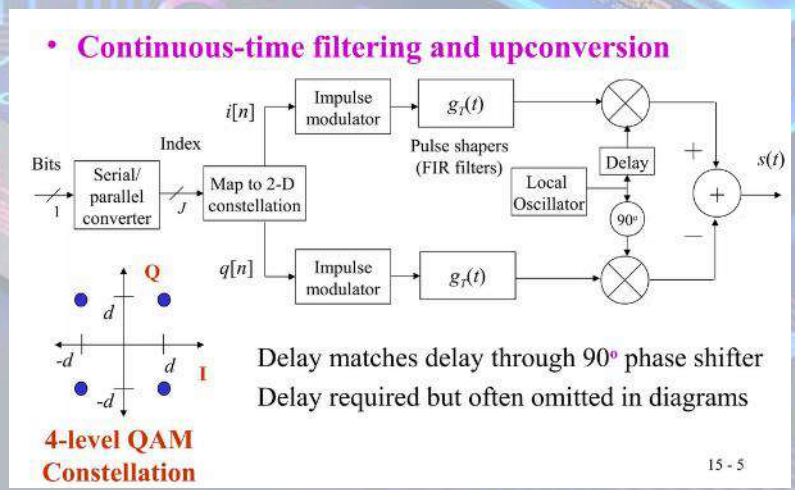 • Continuous-time filtering and upconversion
Bits
1
Serial/
parallel
converter
Index
J
Map to 2-D
constellation
i[n]
Impulse
modulator
g_T(t)
Pulse shapers
(FIR filters)
Local
Oscillator
Delay
90°
+
−
+
s(t)
q[n]
Impulse
modulator
g_T(t)
Q
d
-d
d
I
-d
4-level QAM
Constellation
Delay matches delay through 90° phase shifter
Delay required but often omitted in diagrams
15 - 5